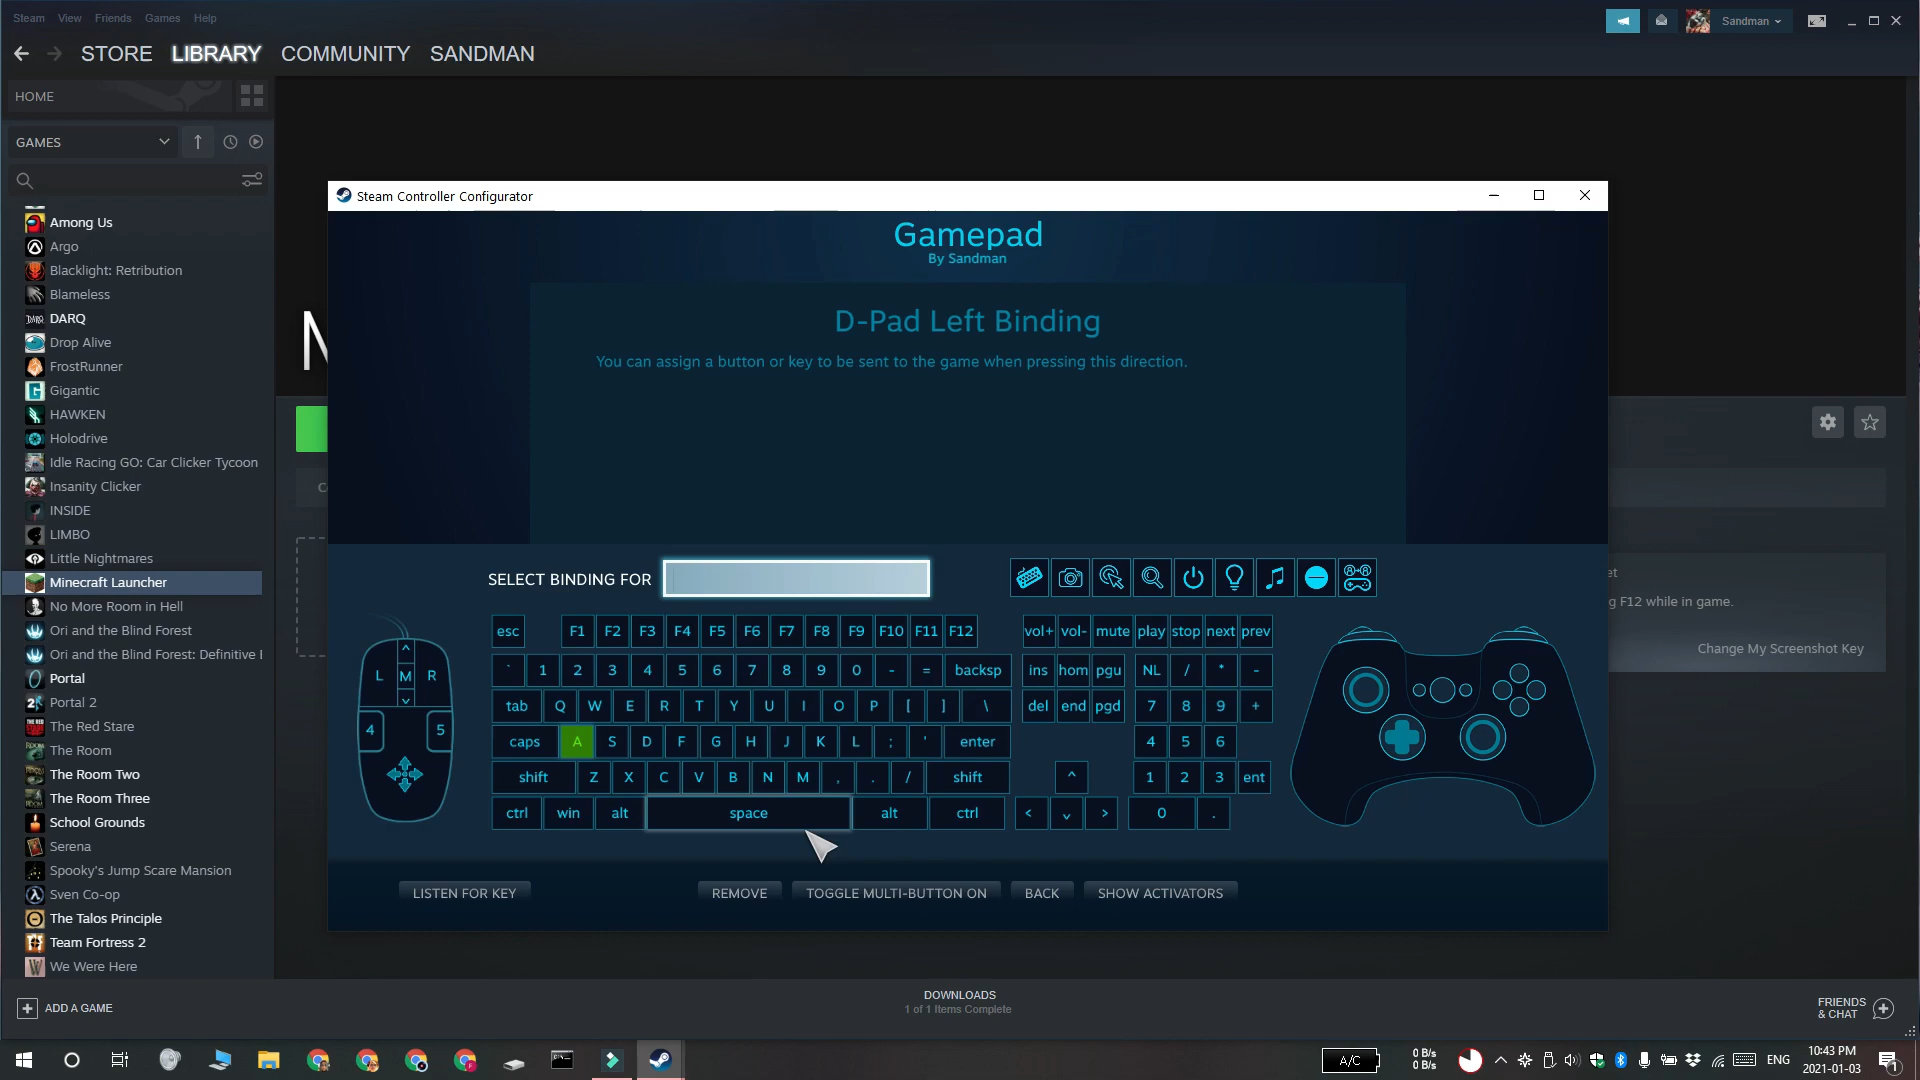 Steam View Friends Games Help
Sandman
STORE LIBRARY COMMUNITY SANDMAN
HOME
GAMES
Among Us
Argo
Blacklight: Retribution
Blameless
DARQ
Drop Alive
FrostRunner
Gigantic
HAWKEN
Holodrive
Idle Racing GO: Car Clicker Tycoon
Insanity Clicker
INSIDE
LIMBO
Little Nightmares
Minecraft Launcher
No More Room in Hell
Ori and the Blind Forest
Ori and the Blind Forest: Definitive E
Portal
Portal 2
The Red Stare
The Room
The Room Two
The Room Three
School Grounds
Serena
Spooky's Jump Scare Mansion
Sven Co-op
The Talos Principle
Team Fortress 2
We Were Here
ADD A GAME
Steam Controller Configurator
Gamepad
By Sandman
D-Pad Left Binding
You can assign a button or key to be sent to the game when pressing this direction.
SELECT BINDING FOR
esc F1 F2 F3 F4 F5 F6 F7 F8 F9 F10 F11 F12 vol+ vol- mute play stop next prev
` 1 2 3 4 5 6 7 8 9 0 - = backsp ins hom pgu NL / * -
tab Q W E R T Y U I O P [ ] \ del end pgd 7 8 9 +
caps A S D F G H J K L ; ' enter 4 5 6
shift Z X C V B N M , . / shift ^ 1 2 3 ent
ctrl win alt space alt ctrl < v > 0 .
L M R
4 5
LISTEN FOR KEY REMOVE TOGGLE MULTI-BUTTON ON BACK SHOW ACTIVATORS
M
et
g F12 while in game.
Change My Screenshot Key
DOWNLOADS
1 of 1 Items Complete
FRIENDS
& CHAT
A/C
0 B/s
0 B/s
ENG
10:43 PM
2021-01-03
1